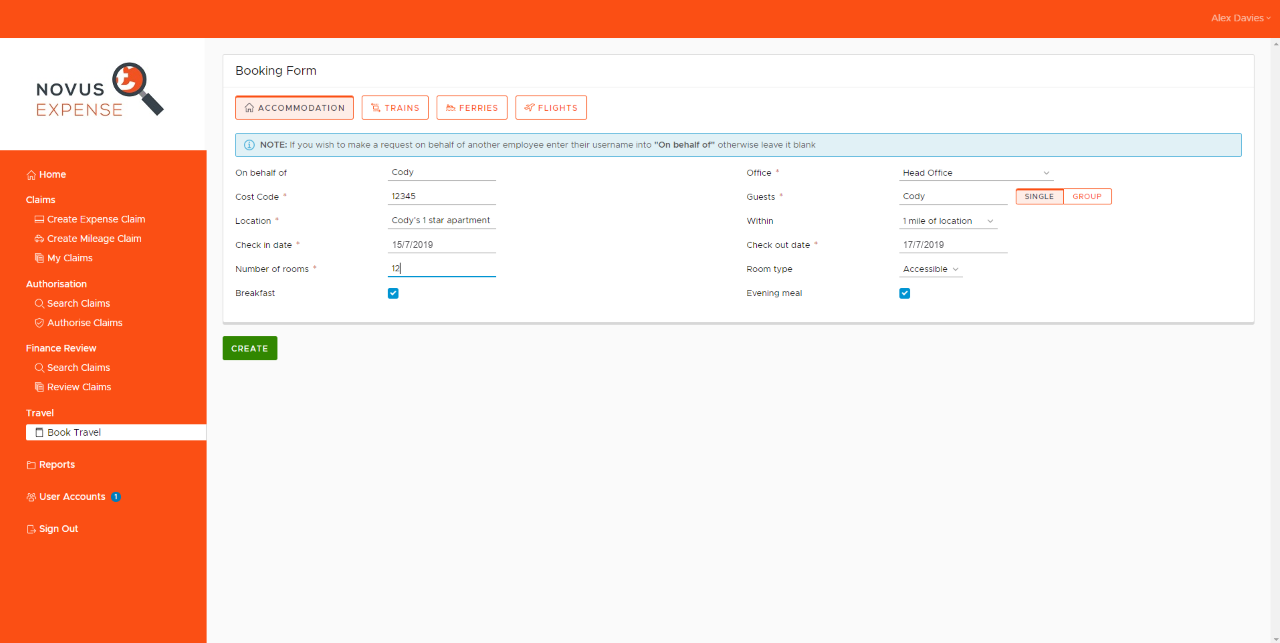 Alex Davies
NOVUS
EXPENSE
Home
Claims
Create Expense Claim
Create Mileage Claim
My Claims
Authorisation
Search Claims
Authorise Claims
Finance Review
Search Claims
Review Claims
Travel
Book Travel
Reports
User Accounts 1
Sign Out
Booking Form
ACCOMMODATION TRAINS FERRIES FLIGHTS
NOTE: If you wish to make a request on behalf of another employee enter their username into "On behalf of" otherwise leave it blank
On behalf of Cody Office * Head Office
Cost Code * 12345 Guests * Cody SINGLE GROUP
Location * Cody's 1 star apartment Within 1 mile of location
Check in date * 15/7/2019 Check out date * 17/7/2019
Number of rooms * 12 Room type Accessible
Breakfast Evening meal
CREATE